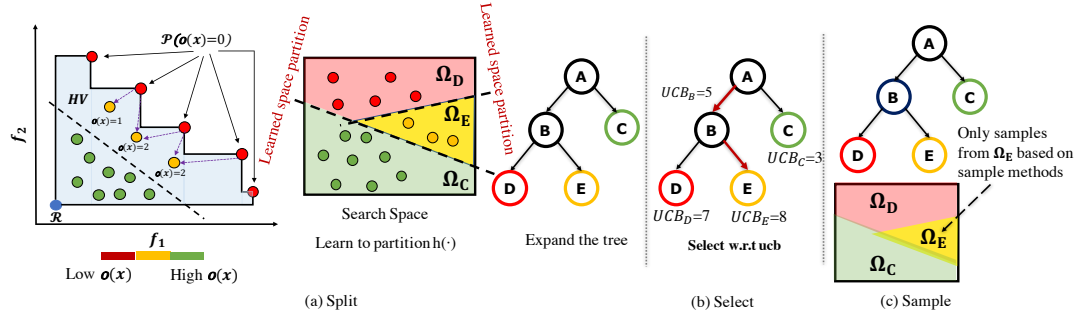 𝒫(o(x)=0)
HV
o(x)=1
o(x)=2
o(x)=2
f₂
ℛ
f₁
Low o(x)
High o(x)
Learned space partition
Learned space partition
Ω_D
Ω_E
Ω_C
Search Space
Learn to partition h(·)
A
B
C
D
E
Expand the tree
(a) Split
A
UCB_B=5
B
C
UCB_C=3
D
E
UCB_D=7
UCB_E=8
Select w.r.t ucb
(b) Select
A
B
C
D
E
Only samples
from Ω_E based on
sample methods
Ω_D
Ω_E
Ω_C
(c) Sample